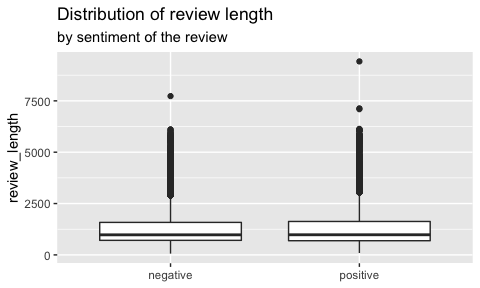 Distribution of review length
by sentiment of the review
review_length
7500
5000
2500
0
negative
positive